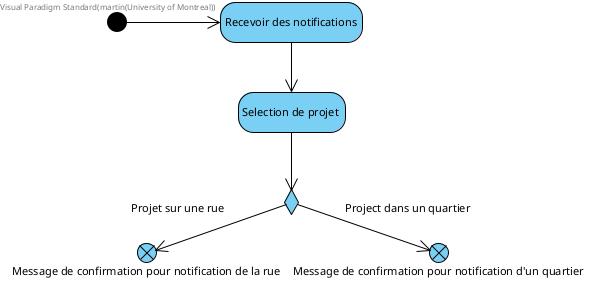 Visual Paradigm Standard(martin(University of Montreal))
Recevoir des notifications
Selection de projet
Projet sur une rue
Project dans un quartier
Message de confirmation pour notification de la rue
Message de confirmation pour notification d'un quartier